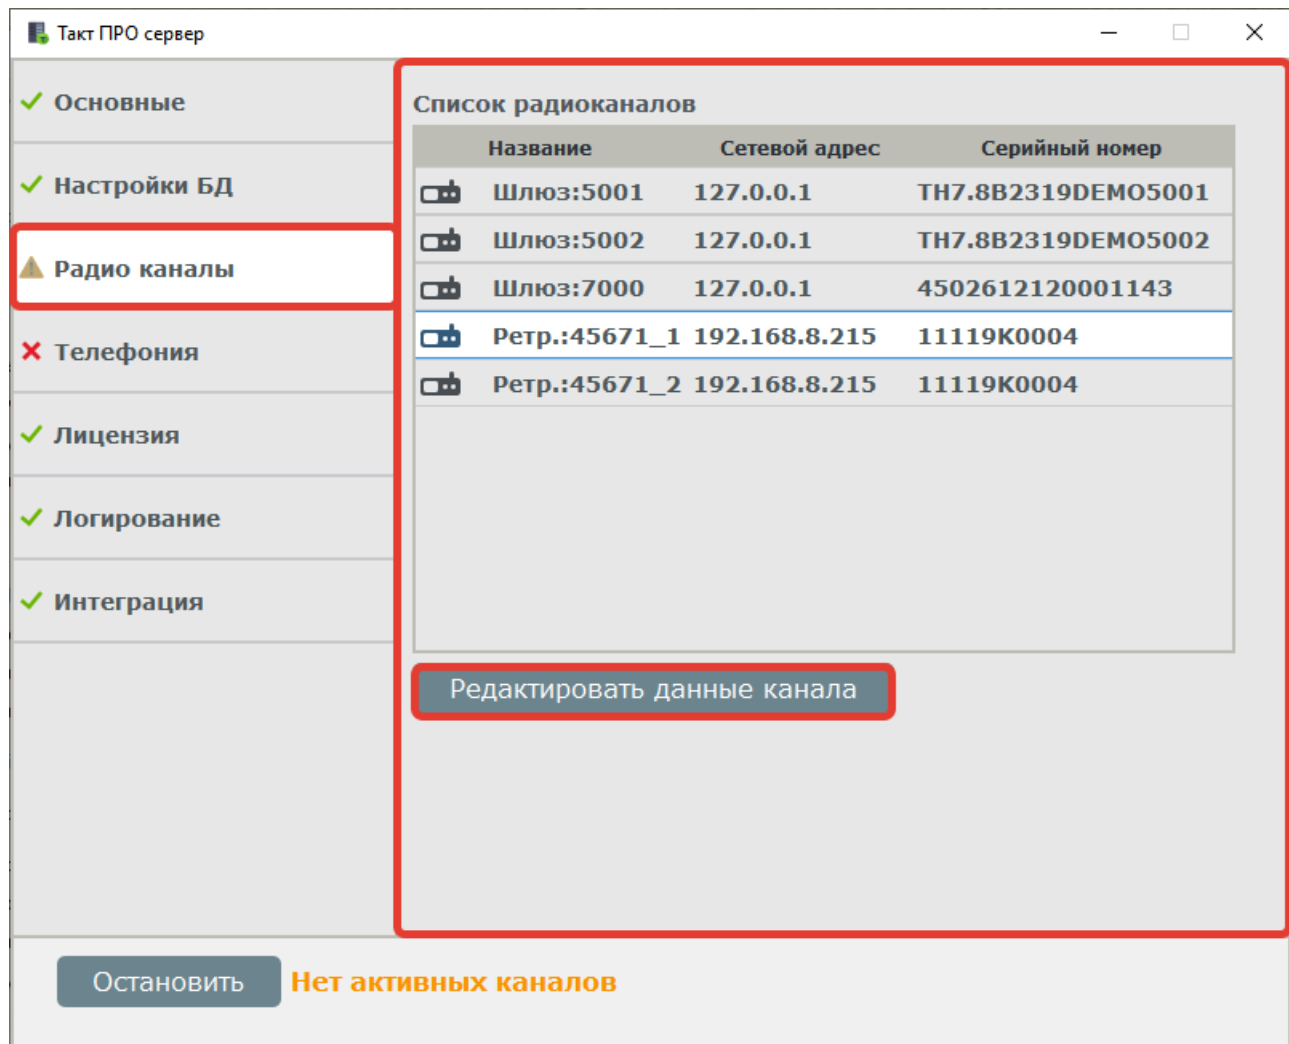 Такт ПРО сервер
Основные
Настройки БД
Радио каналы
Телефония
Лицензия
Логирование
Интеграция
Список радиоканалов
Название Сетевой адрес Серийный номер
Шлюз:5001 127.0.0.1 TH7.8B2319DEMO5001
Шлюз:5002 127.0.0.1 TH7.8B2319DEMO5002
Шлюз:7000 127.0.0.1 4502612120001143
Ретр.:45671_1 192.168.8.215 11119K0004
Ретр.:45671_2 192.168.8.215 11119K0004
Редактировать данные канала
Остановить Нет активных каналов